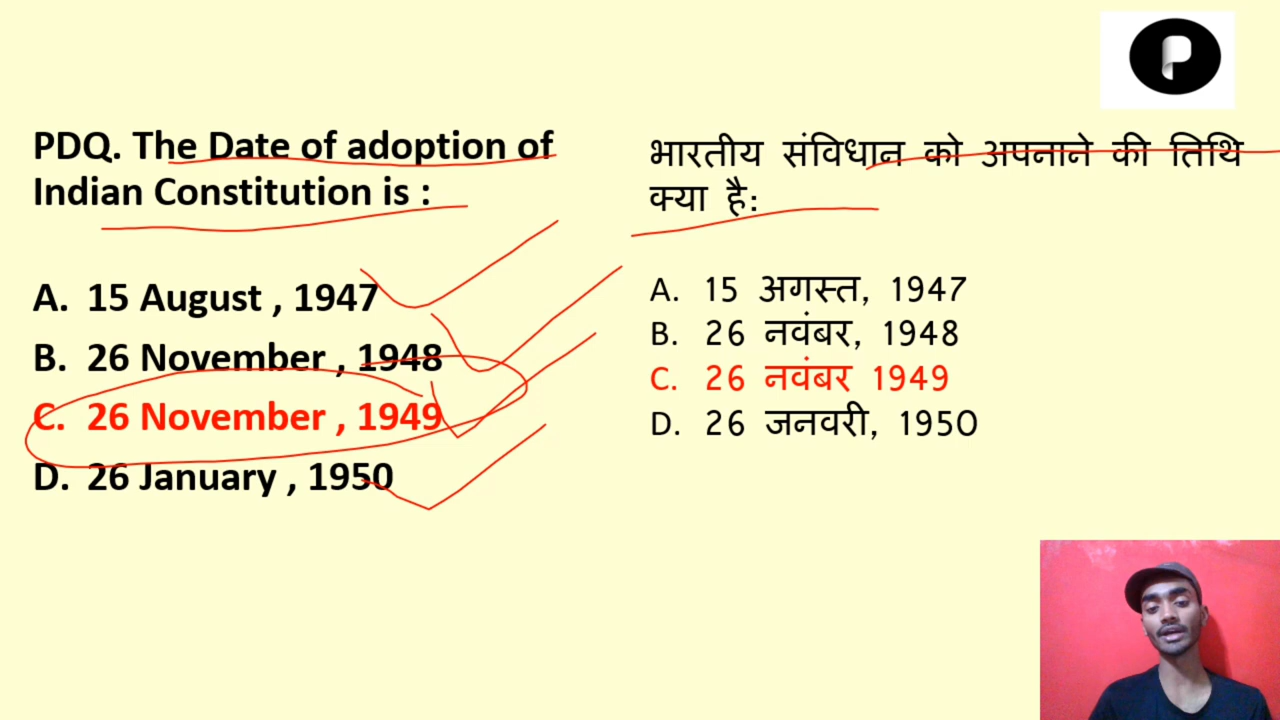 P
PDQ. The Date of adoption of
Indian Constitution is :
A. 15 August , 1947
B. 26 November , 1948
C. 26 November , 1949
D. 26 January , 1950
भारतीय संविधान को अपनाने की तिथि
क्या है:
A. 15 अगस्त, 1947
B. 26 नवंबर, 1948
C. 26 नवंबर 1949
D. 26 जनवरी, 1950